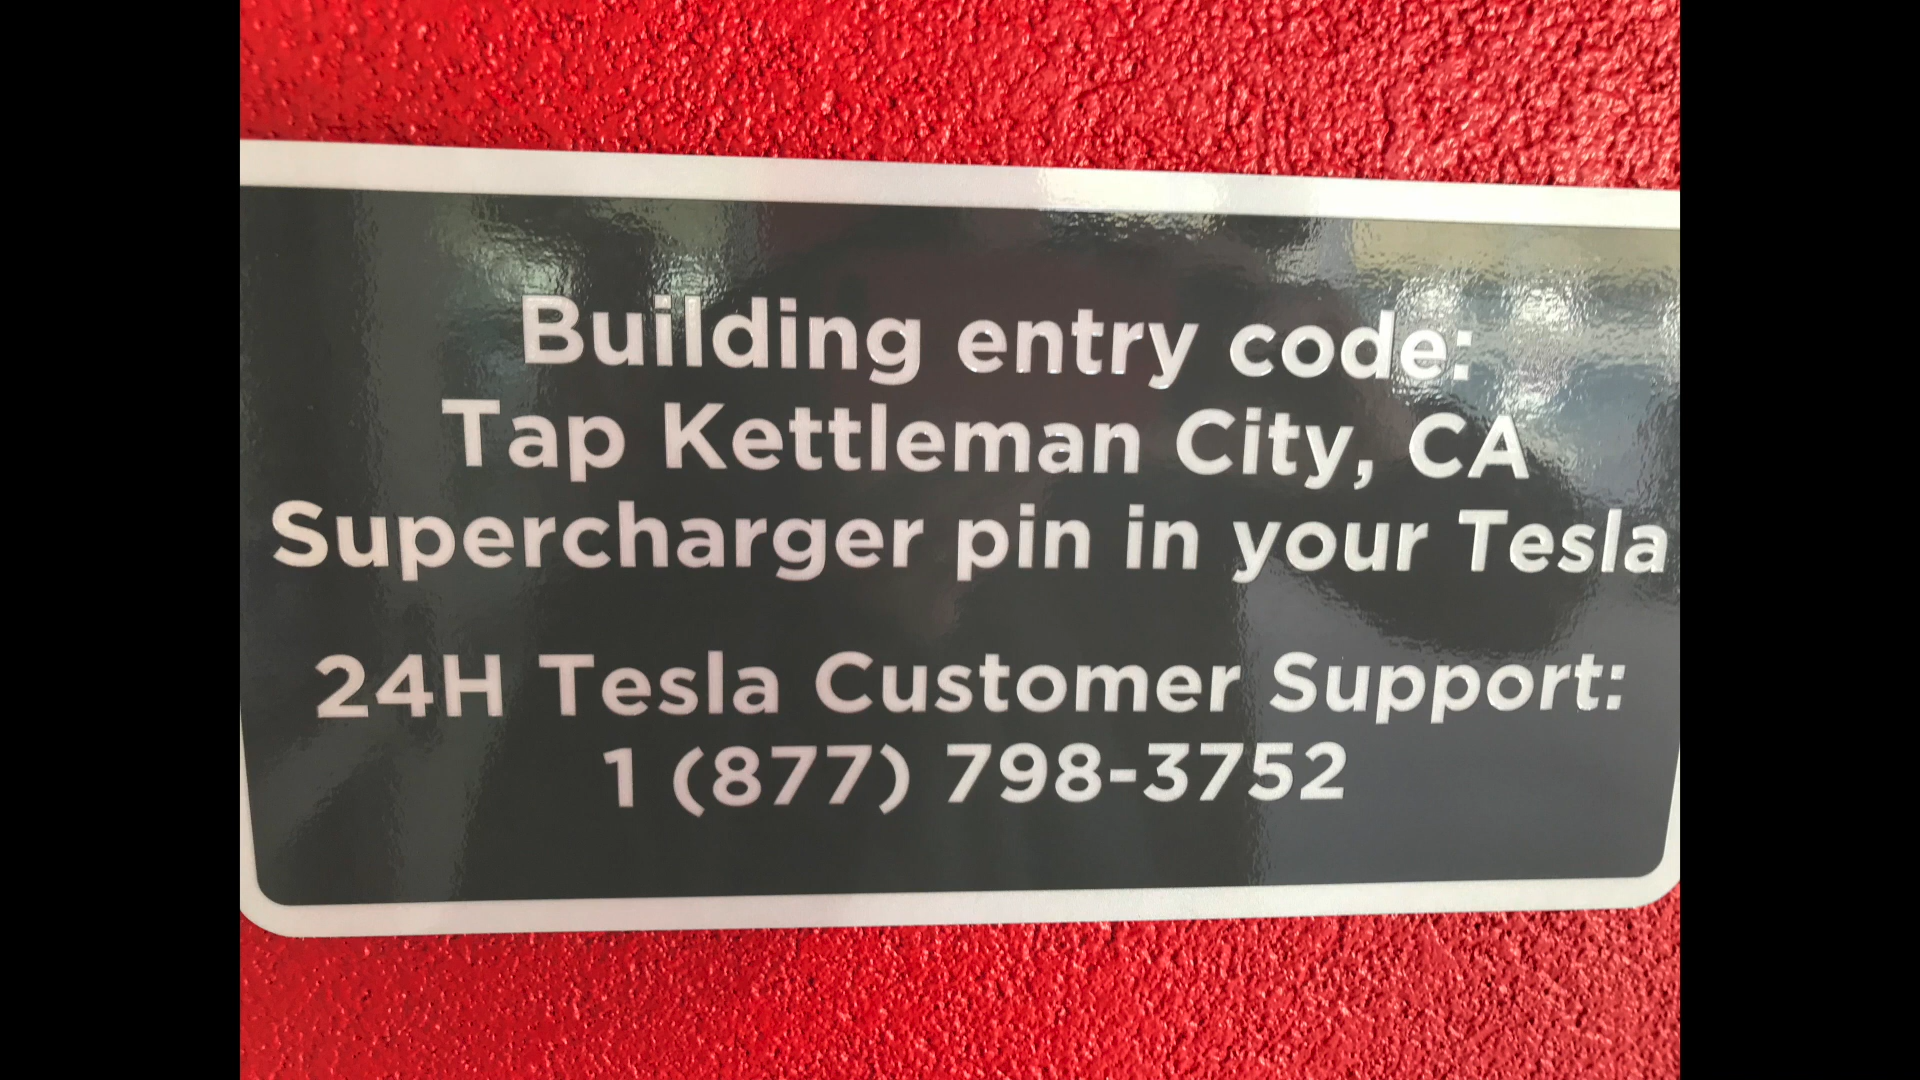 Building entry code:
Tap Kettleman City, CA
Supercharger pin in your Tesla
24H Tesla Customer Support:
1 (877) 798-3752